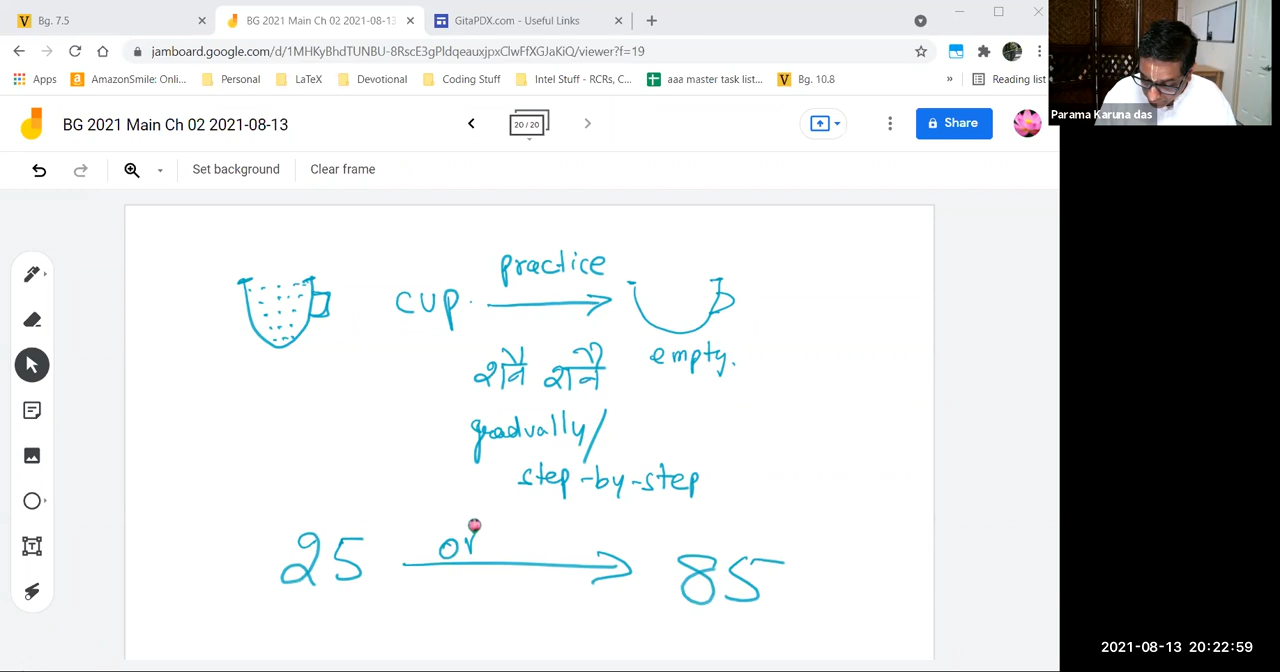 Bg. 7.5
BG 2021 Main Ch 02 2021-08-13
GitaPDX.com - Useful Links
jamboard.google.com/d/1MHKyBhdTUNBU-8RscE3gPldqeauxjpxClwFfXGJaKiQ/viewer?f=19
Apps AmazonSmile: Onli... Personal LaTeX Devotional Coding Stuff Intel Stuff - RCRs, C... aaa master task list... Bg. 10.8 » Reading list
Parama Karuna das
BG 2021 Main Ch 02 2021-08-13
20 / 20
Share
Set background Clear frame
practice
cup.
empty.
शनै शनै
gradually/
step-by-step
25 or 85
2021-08-13 20:22:59